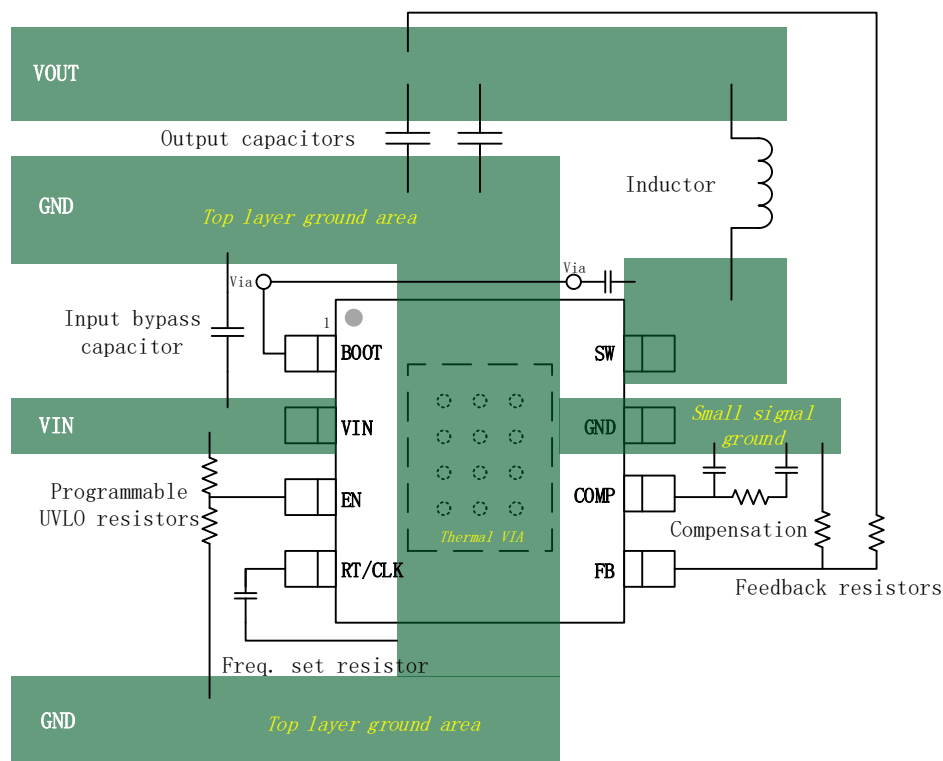 VOUT
Output capacitors
GND
Top layer ground area
Inductor
Via
Via
Input bypass
capacitor
1
BOOT
SW
VIN
VIN
GND
Small signal
ground
Programmable
UVLO resistors
EN
COMP
Compensation
Thermal VIA
RT/CLK
FB
Feedback resistors
Freq. set resistor
GND
Top layer ground area